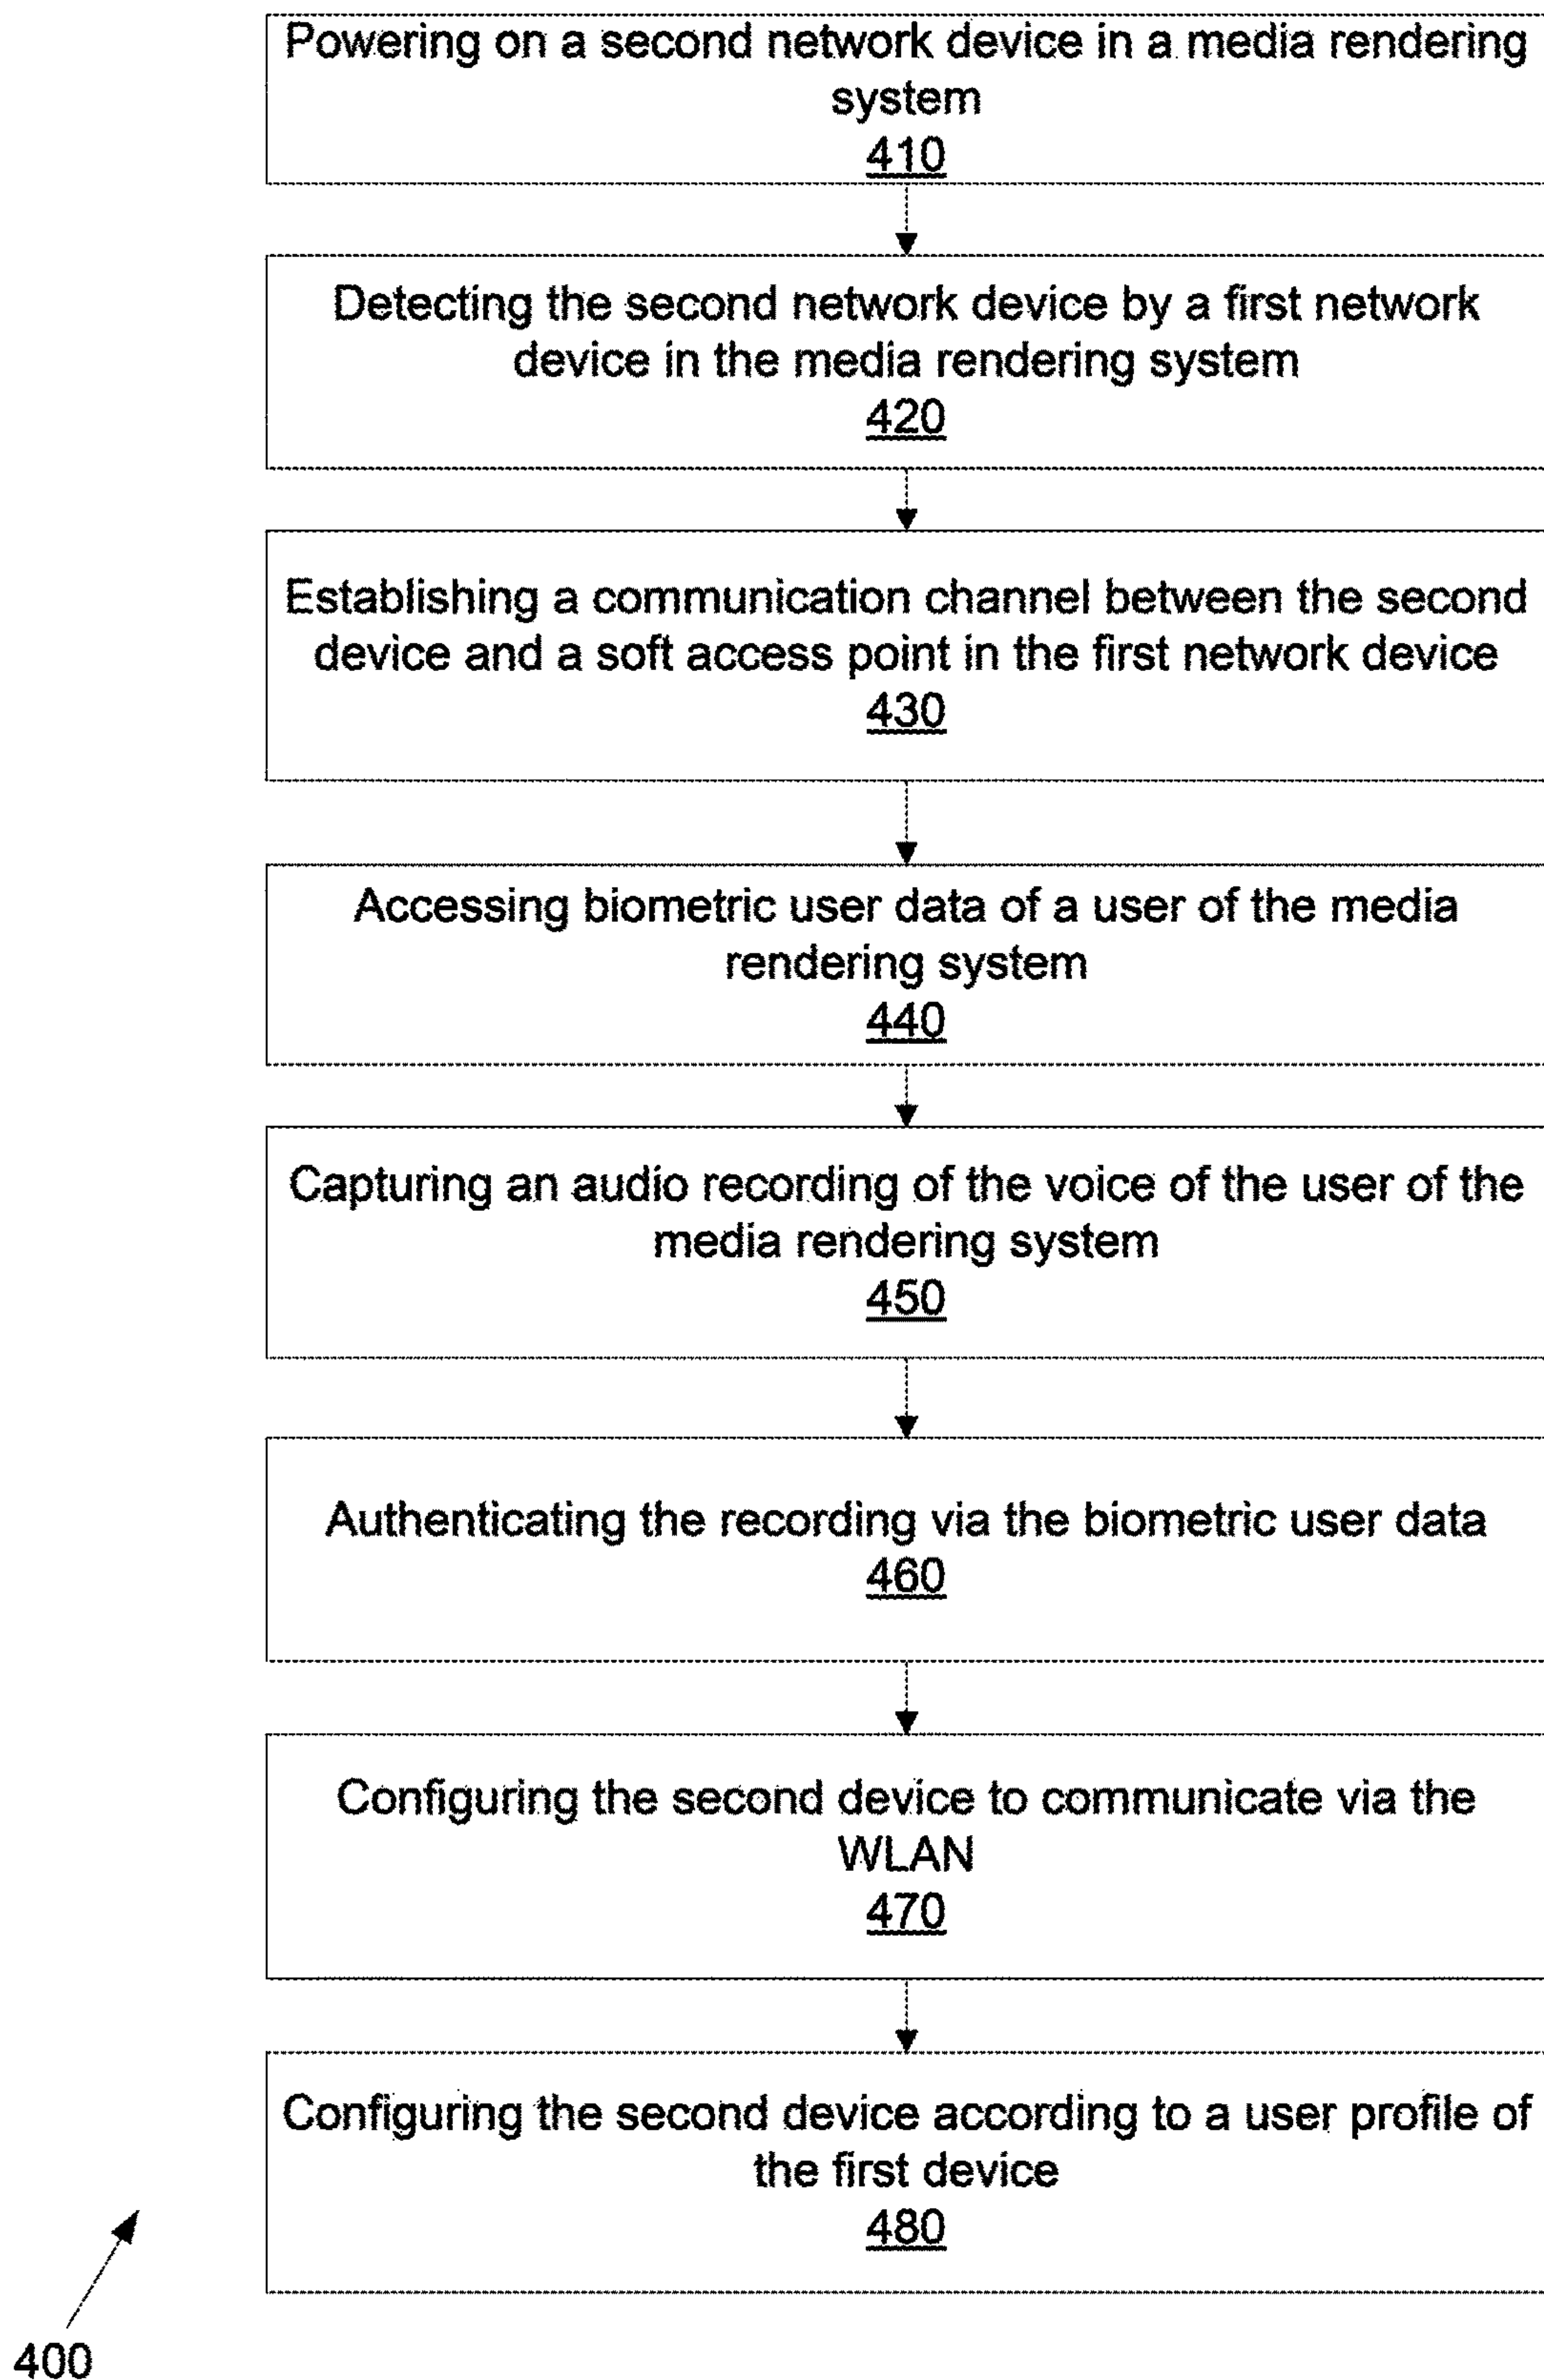 Powering on a second network device in a media rendering
system
410
Detecting the second network device by a first network
device in the media rendering system
420
Establishing a communication channel between the second
device and a soft access point in the first network device
430
Accessing biometric user data of a user of the media
rendering system
440
Capturing an audio recording of the voice of the user of the
media rendering system
450
Authenticating the recording via the biometric user data
460
Configuring the second device to communicate via the
WLAN
470
Configuring the second device according to a user profile of
the first device
480
400